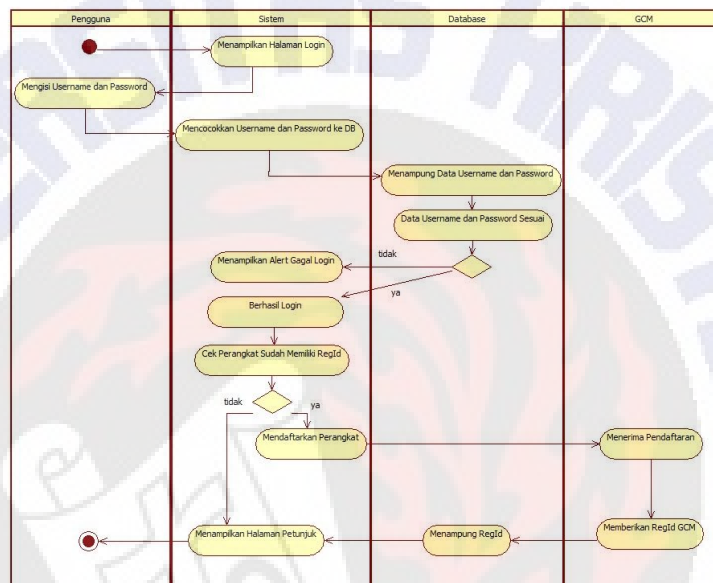 Pengguna
Sistem
Database
GCM
Menampilkan Halaman Login
Mengisi Username dan Password
Mencocokkan Username dan Password ke DB
Menampung Data Username dan Password
Data Username dan Password Sesuai
tidak
Menampilkan Alert Gagal Login
ya
Berhasil Login
Cek Perangkat Sudah Memiliki RegId
tidak
ya
Mendaftarkan Perangkat
Menerima Pendaftaran
Memberikan RegId GCM
Menampung RegId
Menampilkan Halaman Petunjuk